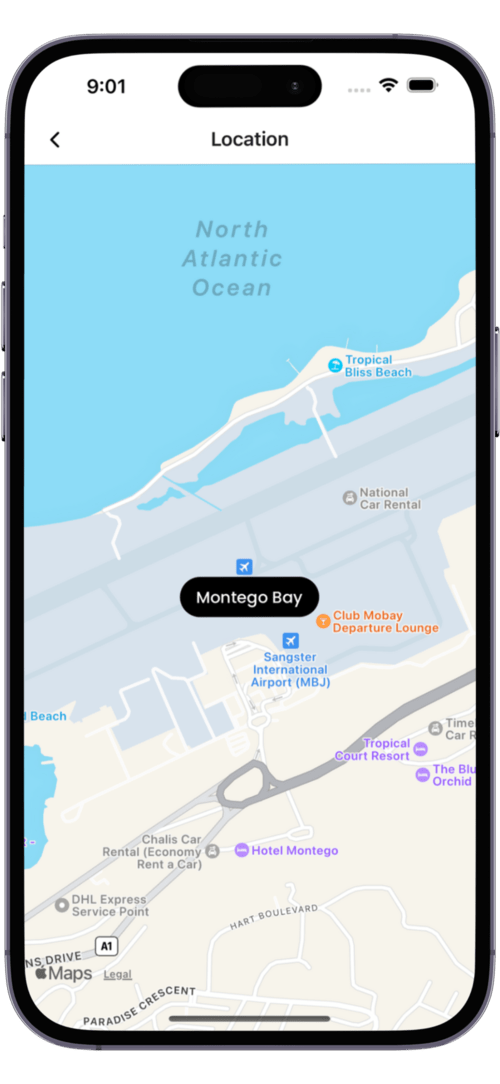 9:01
Location
North
Atlantic
Ocean
Tropical
Bliss Beach
National
Car Rental
Montego Bay
Club Mobay
Departure Lounge
Sangster
International
Airport (MBJ)
Beach
Time
Car R
Tropical
Court Resort
The Blu
Orchid
Chalis Car
Rental (Economy
Rent a Car)
Hotel Montego
DHL Express
Service Point
HART BOULEVARD
A1
NS DRIVE
Maps Legal
PARADISE CRESCENT